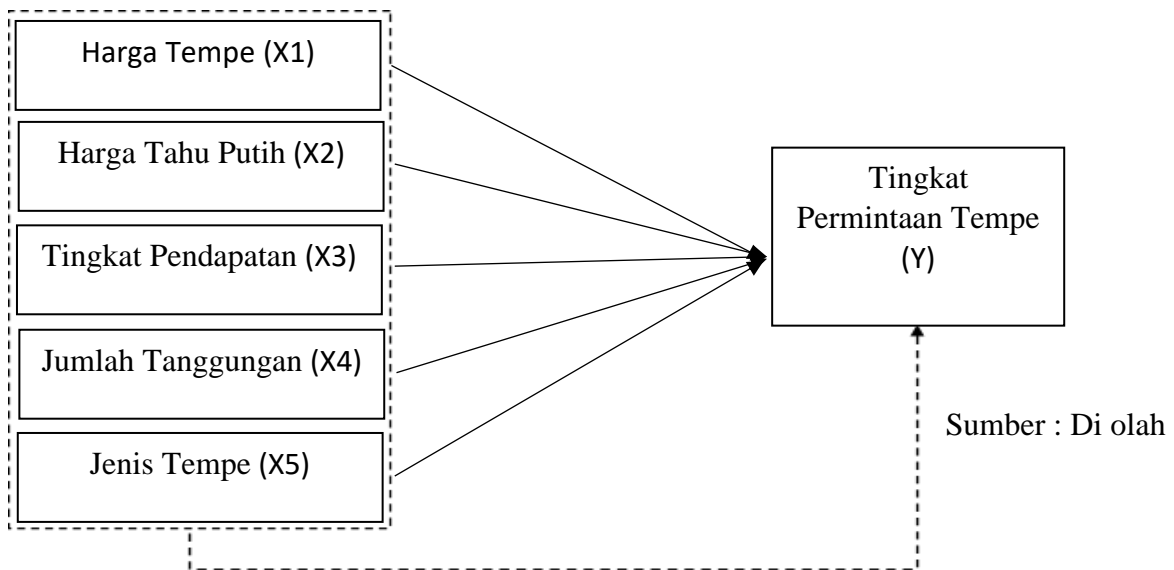 Harga Tempe (X1)
Harga Tahu Putih (X2)
Tingkat Pendapatan (X3)
Jumlah Tanggungan (X4)
Jenis Tempe (X5)
Tingkat
Permintaan Tempe
(Y)
Sumber : Di olah